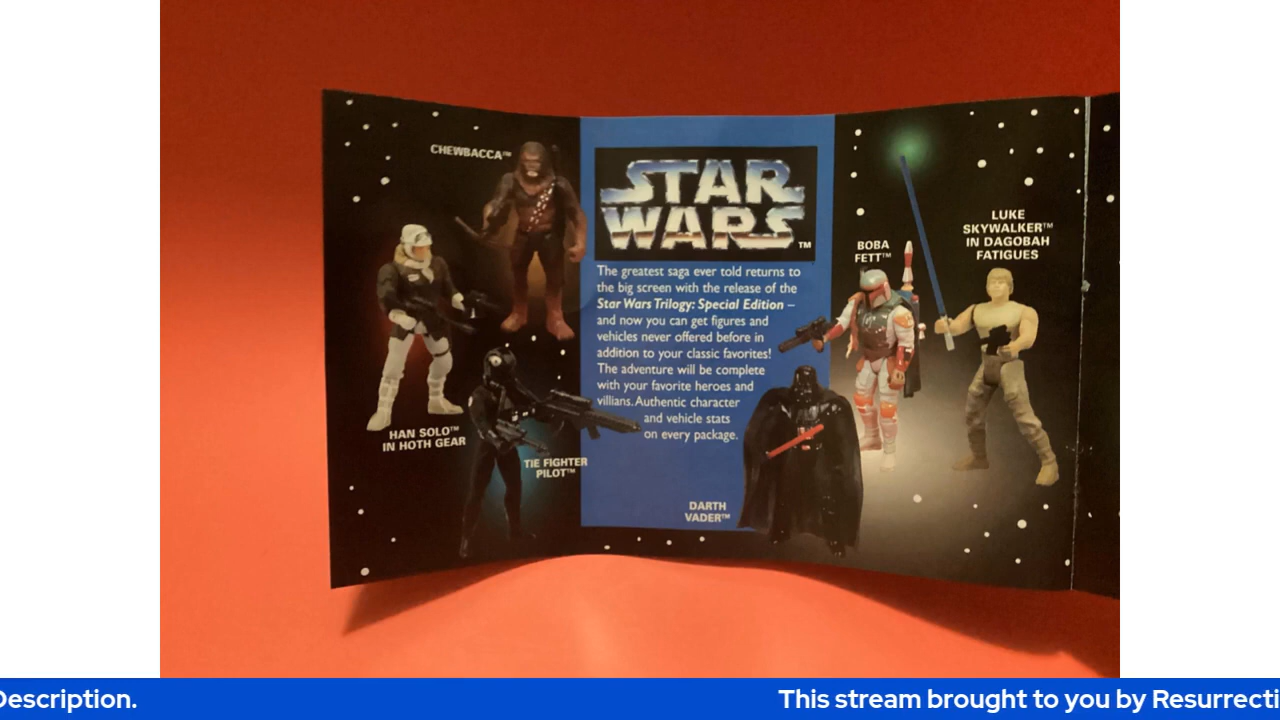 CHEWBACCA™
HAN SOLO™
IN HOTH GEAR
TIE FIGHTER
PILOT™
STAR
WARS™
The greatest saga ever told returns to
the big screen with the release of the
Star Wars Trilogy: Special Edition –
and now you can get figures and
vehicles never offered before in
addition to your classic favorites!
The adventure will be complete
with your favorite heroes and
villians. Authentic character
and vehicle stats
on every package.
DARTH
VADER™
BOBA
FETT™
LUKE
SKYWALKER™
IN DAGOBAH
FATIGUES
Description.
This stream brought to you by Resurrecti